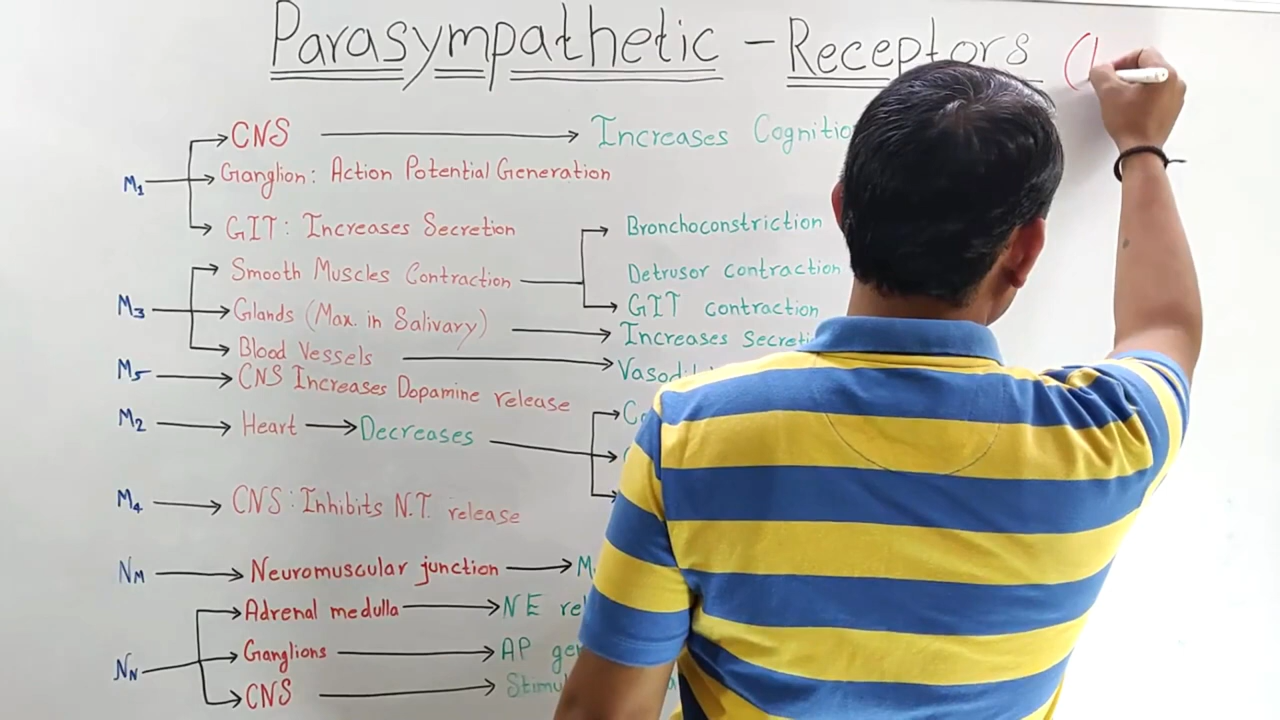 Parasympathetic - Receptors (
CNS → Increases
M1 → Ganglion: Action Potential Generation
GIT: Increases Secretion
Bronchoconstriction
Smooth Muscles Contraction
Detrusor contraction
GIT contraction
M3 → Glands (Max. in Salivary) → Increases
Blood Vessels →
M5 → CNS Increases Dopamine release
M2 → Heart → Decreases
M4 → CNS: Inhibits N.T. release
NM → Neuromuscular junction →
Adrenal medulla → NE
NN → Ganglions → AP
CNS →